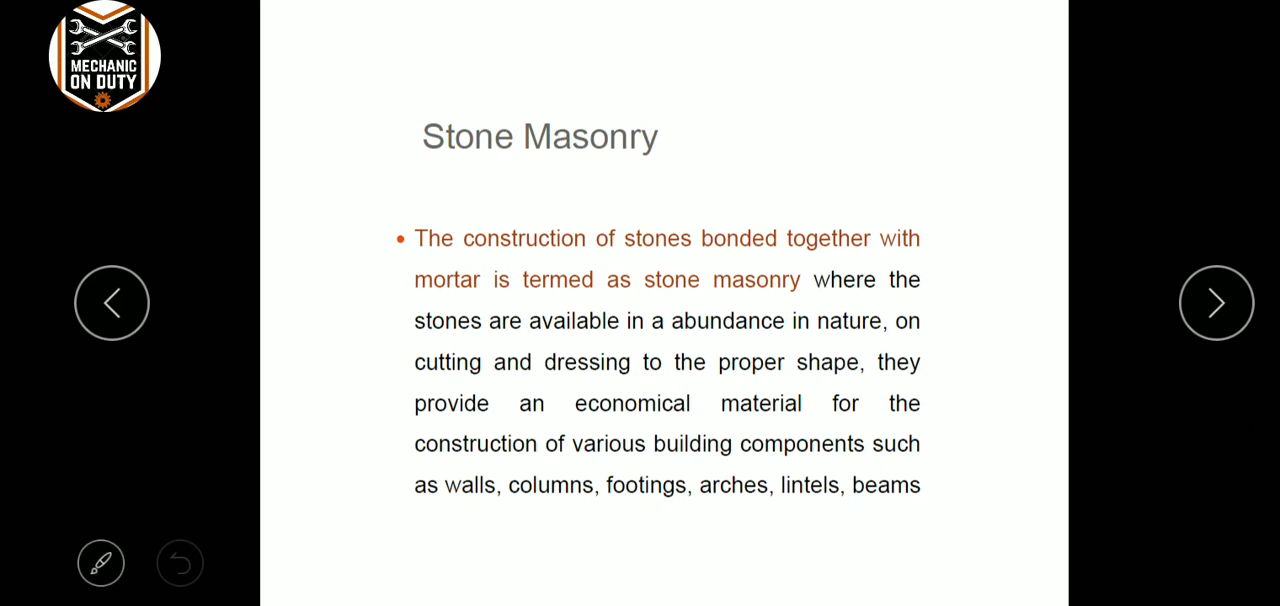 MECHANIC
ON DUTY
Stone Masonry
• The construction of stones bonded together with
mortar is termed as stone masonry where the
stones are available in a abundance in nature, on
cutting and dressing to the proper shape, they
provide an economical material for the
construction of various building components such
as walls, columns, footings, arches, lintels, beams